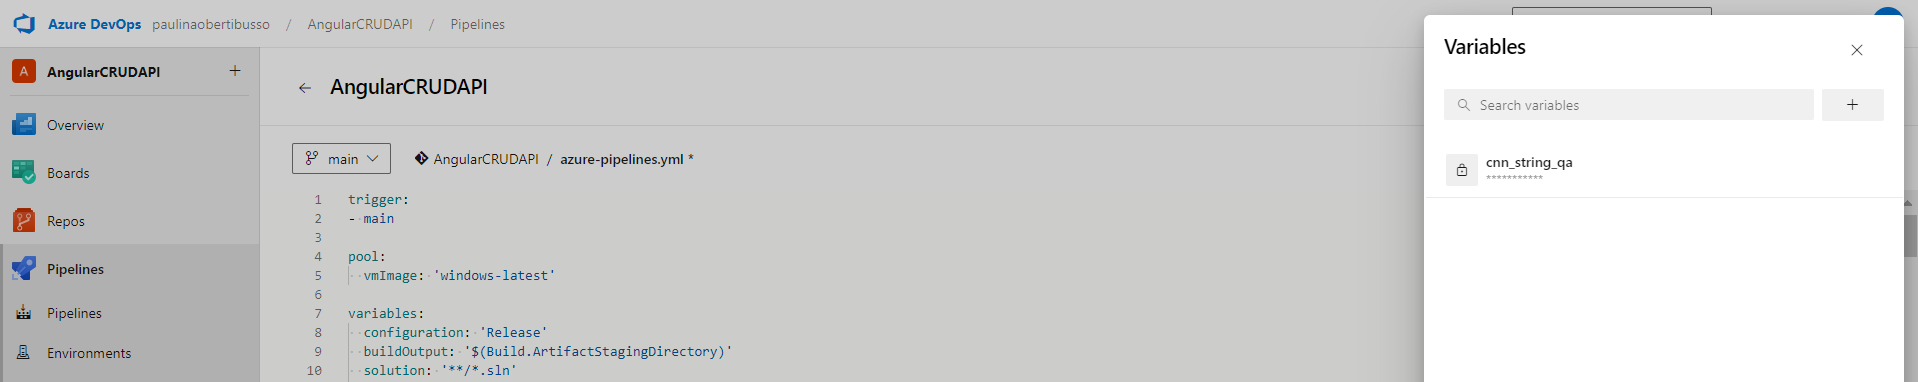 Azure DevOps paulinaobertibusso / AngularCRUDAPI / Pipelines
A AngularCRUDAPI +
Overview
Boards
Repos
Pipelines
Pipelines
Environments
← AngularCRUDAPI
main AngularCRUDAPI / azure-pipelines.yml *
1 trigger:
2 - main
3
4 pool:
5 vmImage: 'windows-latest'
6
7 variables:
8 configuration: 'Release'
9 buildOutput: '$(Build.ArtifactStagingDirectory)'
10 solution: '**/*.sln'
Variables
Search variables +
cnn_string_qa
***********